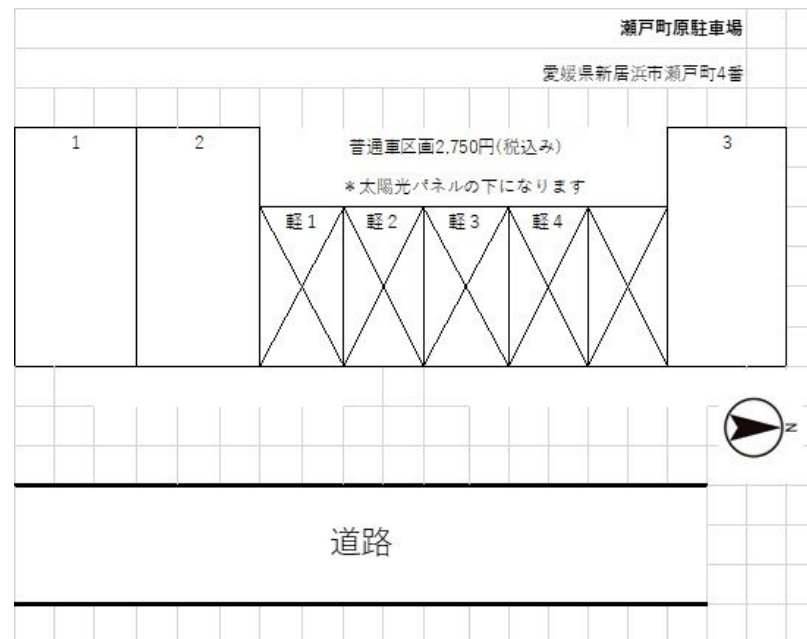 瀬戸町原駐車場
愛媛県新居浜市瀬戸町4番
1
2
普通車区画2,750円(税込み)
3
*太陽光パネルの下になります
軽1
軽2
軽3
軽4
N
道路